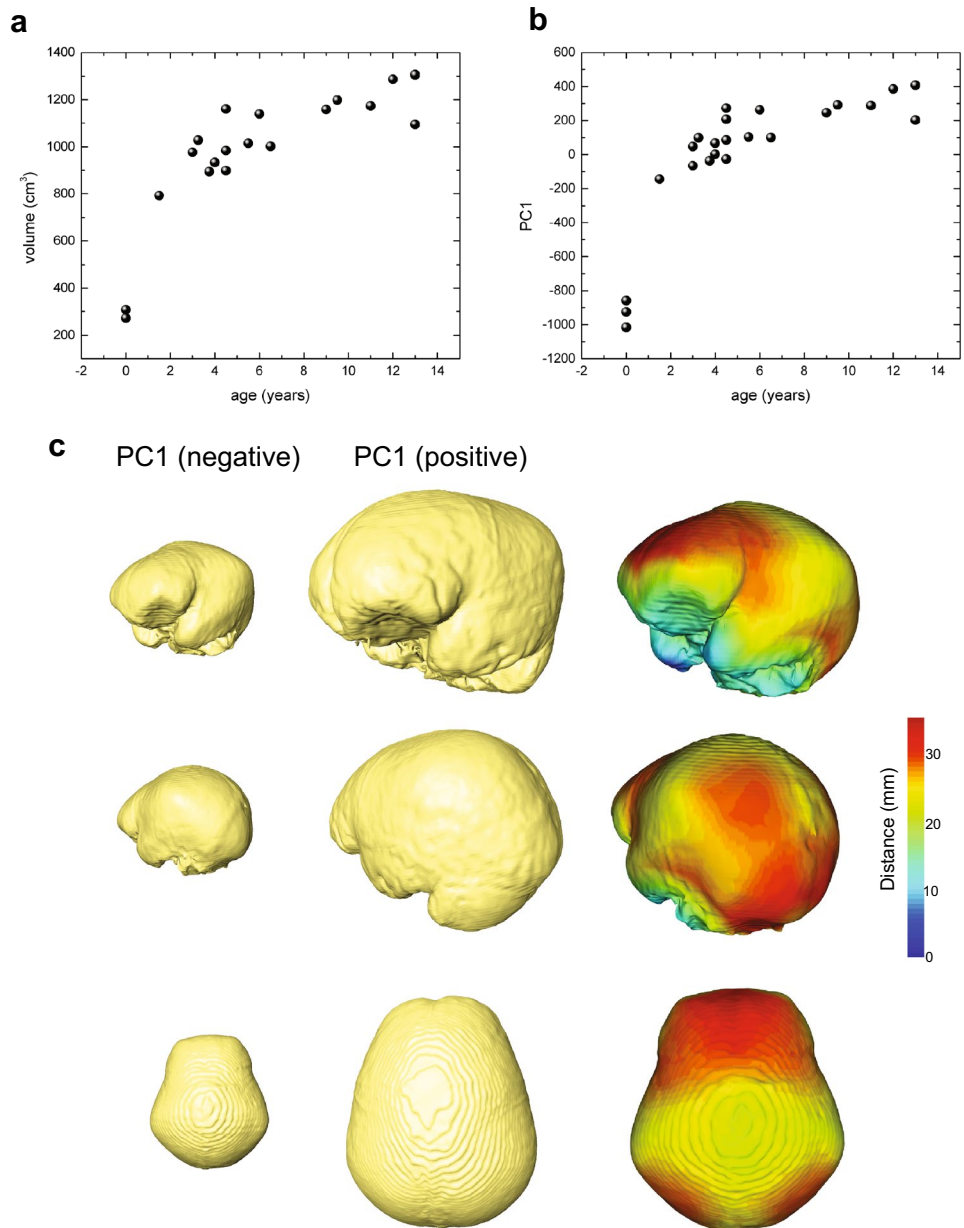 a
1400
1200
1000
800
600
400
200
volume (cm³)
-2 0 2 4 6 8 10 12 14
age (years)
b
600
400
200
0
-200
-400
-600
-800
-1000
-1200
PC1
-2 0 2 4 6 8 10 12 14
age (years)
c
PC1 (negative) PC1 (positive)
Distance (mm)
30
20
10
0